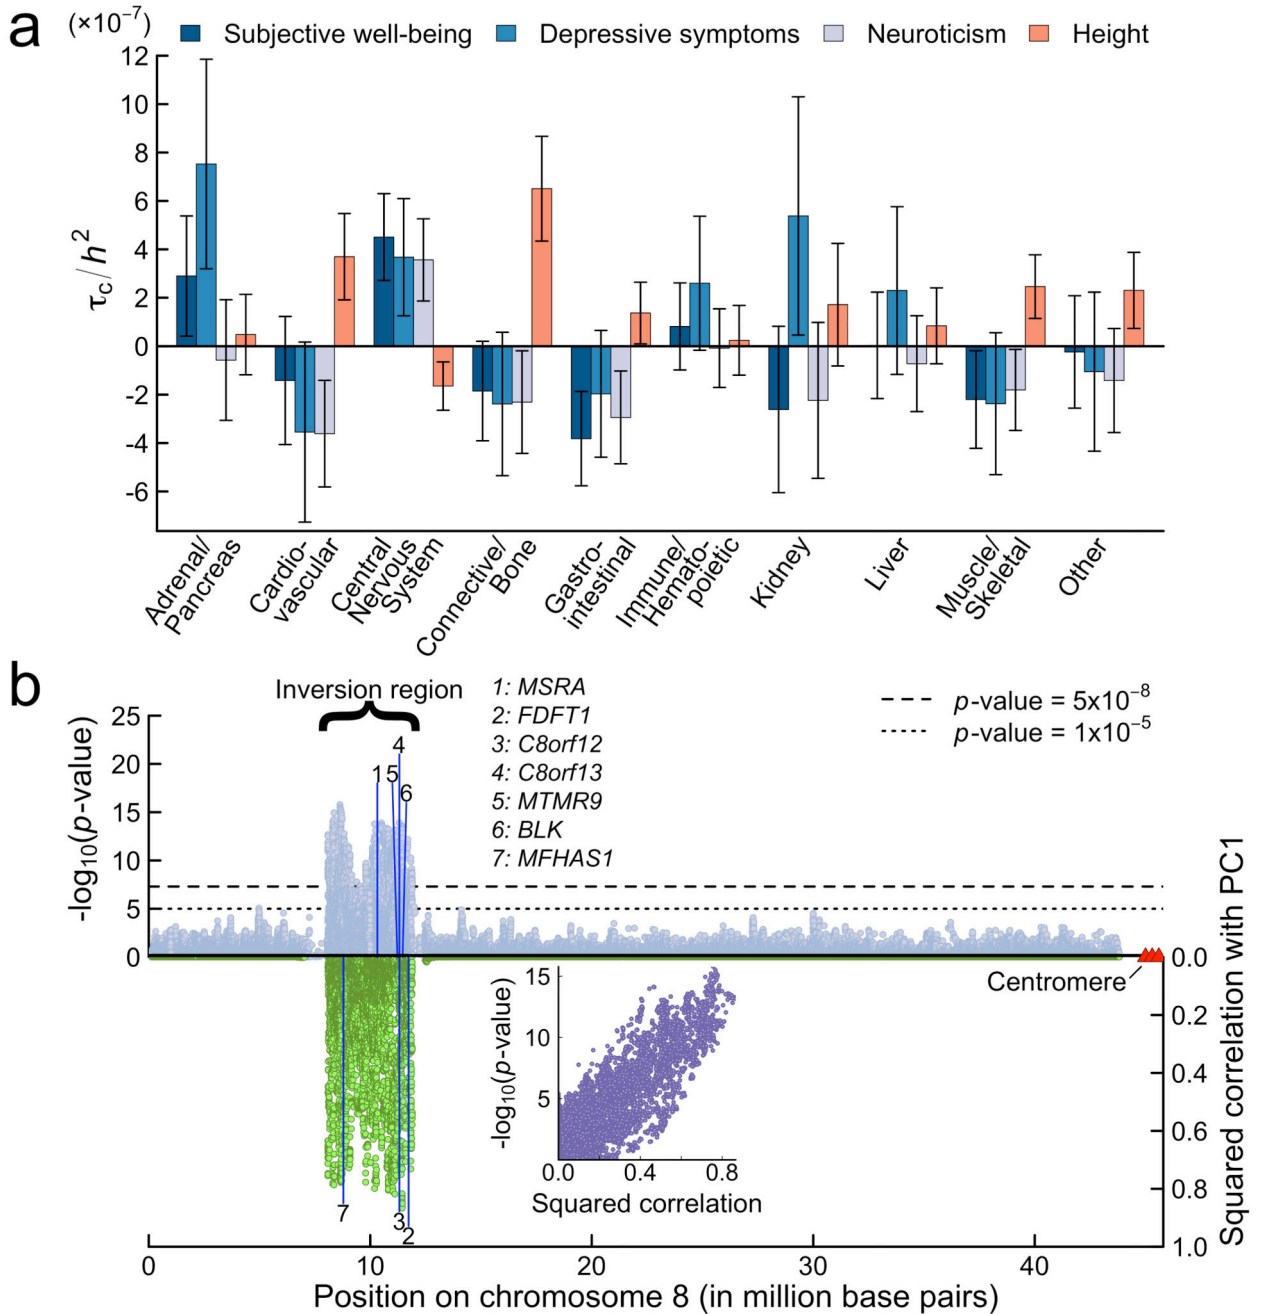 a
(×10⁻⁷)
Subjective well-being
Depressive symptoms
Neuroticism
Height
12
10
8
6
4
2
0
-2
-4
-6
τc/h²
Adrenal/
Pancreas
Cardio-
vascular
Central
Nervous
System
Connective/
Bone
Gastro-
intestinal
Immune/
Hemato-
poietic
Kidney
Liver
Muscle/
Skeletal
Other
b
Inversion region
1: MSRA
2: FDFT1
3: C8orf12
4: C8orf13
5: MTMR9
6: BLK
7: MFHAS1
p-value = 5x10⁻⁸
p-value = 1x10⁻⁵
25
20
15
10
5
0
-log₁₀(p-value)
4
1 5
6
7
3
2
Centromere
0.0
0.2
0.4
0.6
0.8
1.0
Squared correlation with PC1
15
10
5
-log₁₀(p-value)
0.0 0.4 0.8
Squared correlation
0 10 20 30 40
Position on chromosome 8 (in million base pairs)